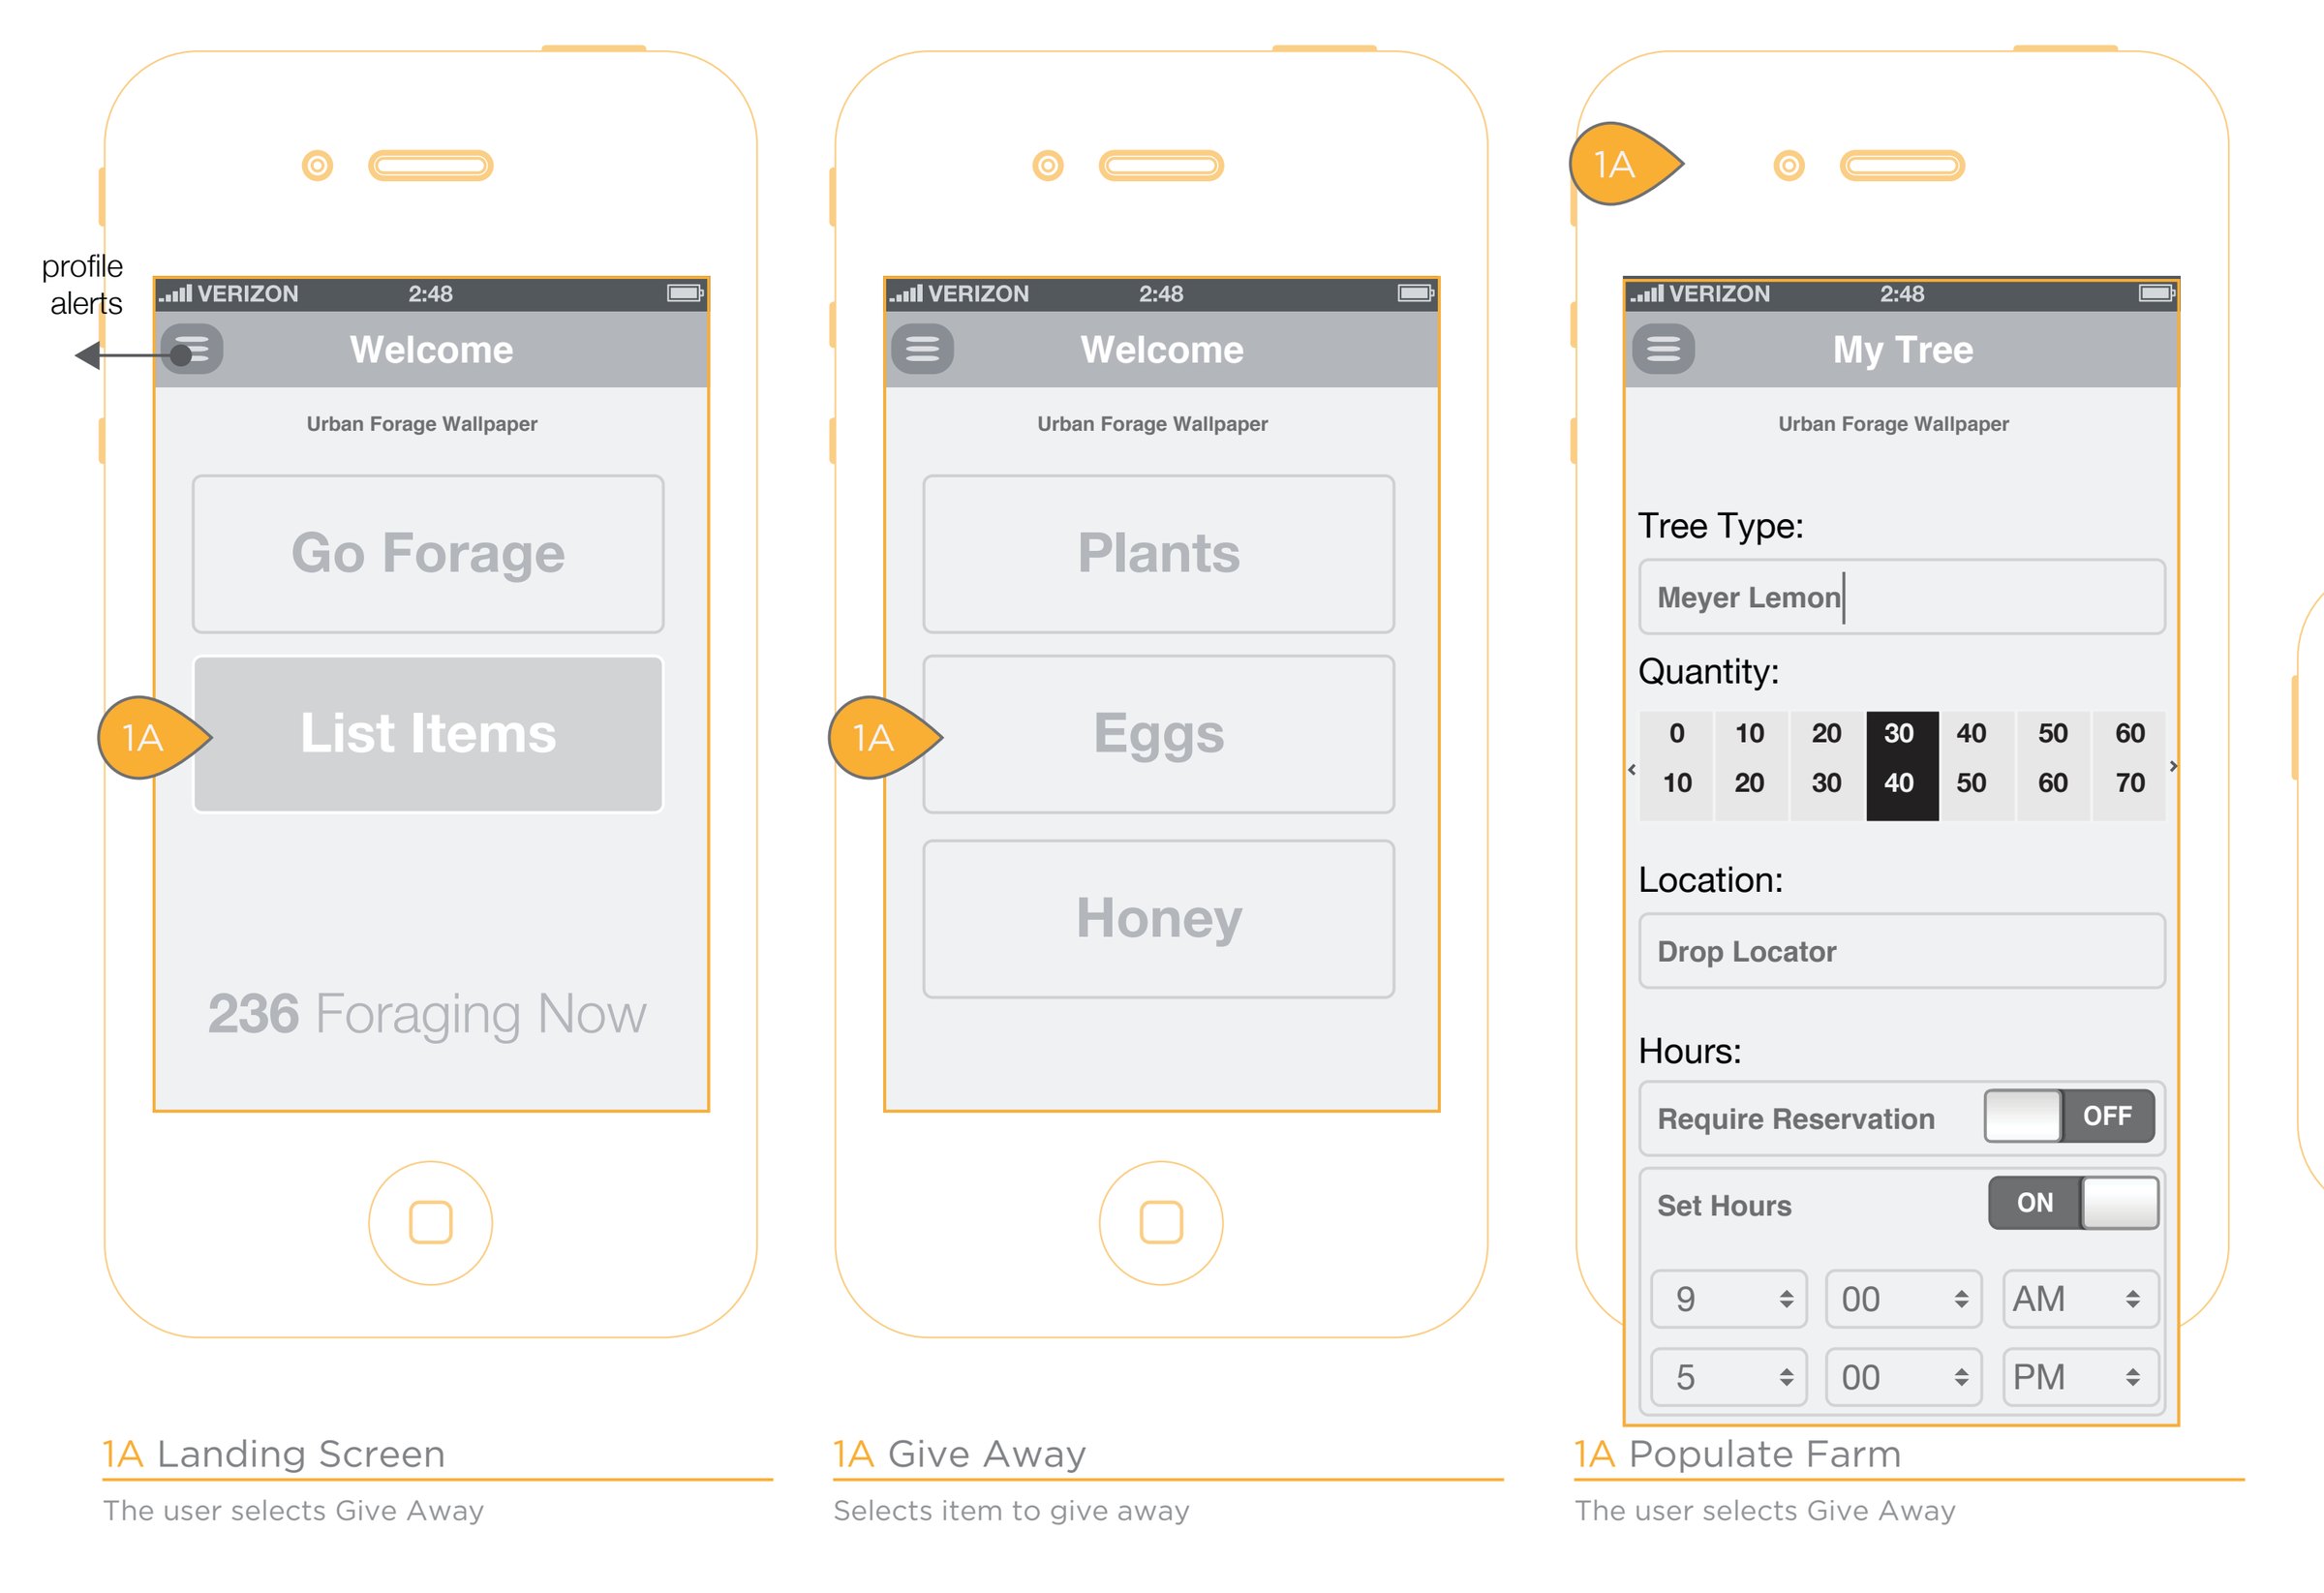 profile
alerts
VERIZON 2:48
Welcome
Urban Forage Wallpaper
Go Forage
1A
List Items
236 Foraging Now
1A Landing Screen
The user selects Give Away
VERIZON 2:48
Welcome
Urban Forage Wallpaper
Plants
1A
Eggs
Honey
1A Give Away
Selects item to give away
1A
VERIZON 2:48
My Tree
Urban Forage Wallpaper
Tree Type:
Meyer Lemon
Quantity:
0 10 20 30 40 50 60
10 20 30 40 50 60 70
Location:
Drop Locator
Hours:
Require Reservation OFF
Set Hours ON
9 00 AM
5 00 PM
1A Populate Farm
The user selects Give Away